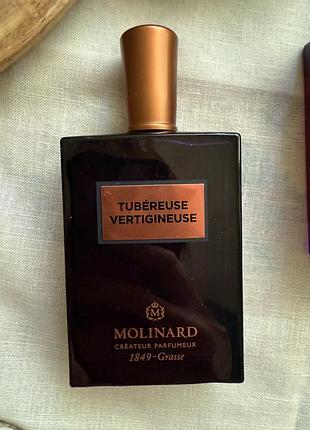 TUBÉREUSE
VERTIGINEUSE
M
MOLINARD
CRÉATEUR PARFUMEUR
1849-Grasse